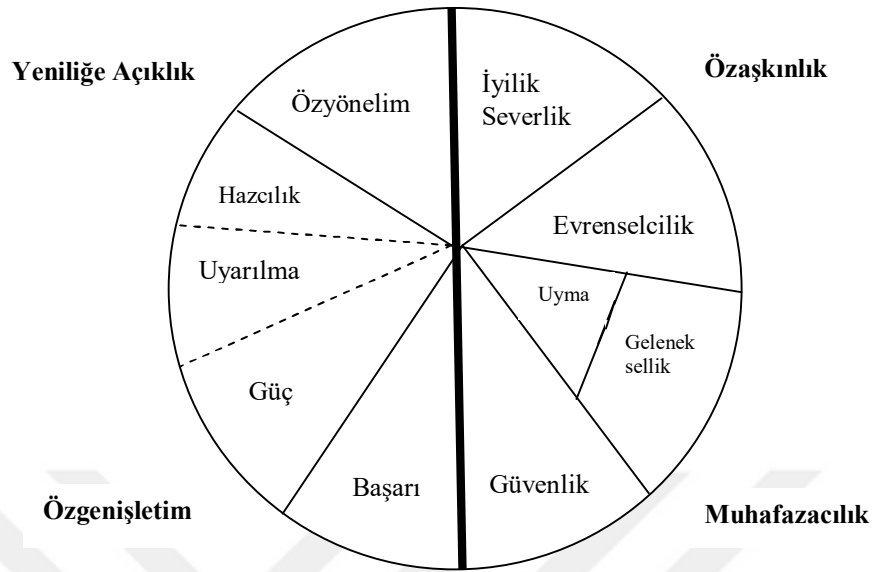 Yeniliğe Açıklık
Özaşkınlık
Özyönelim
İyilik
Severlik
Hazcılık
Evrenselcilik
Uyarılma
Uyma
Gelenek
sellik
Güç
Başarı
Güvenlik
Özgenişletim
Muhafazacılık